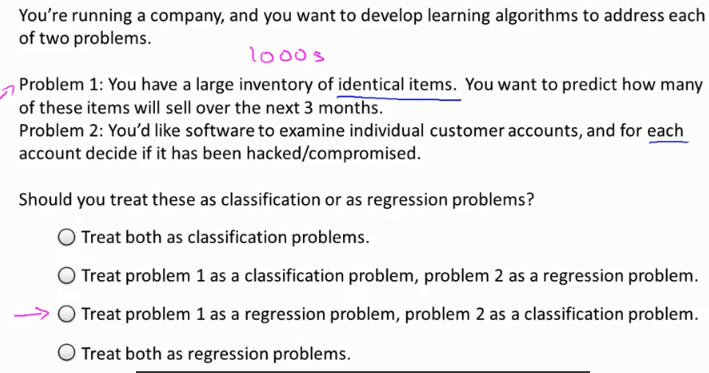 You're running a company, and you want to develop learning algorithms to address each
of two problems.
1000s
Problem 1: You have a large inventory of identical items. You want to predict how many
of these items will sell over the next 3 months.
Problem 2: You'd like software to examine individual customer accounts, and for each
account decide if it has been hacked/compromised.
Should you treat these as classification or as regression problems?
Treat both as classification problems.
Treat problem 1 as a classification problem, problem 2 as a regression problem.
Treat problem 1 as a regression problem, problem 2 as a classification problem.
Treat both as regression problems.